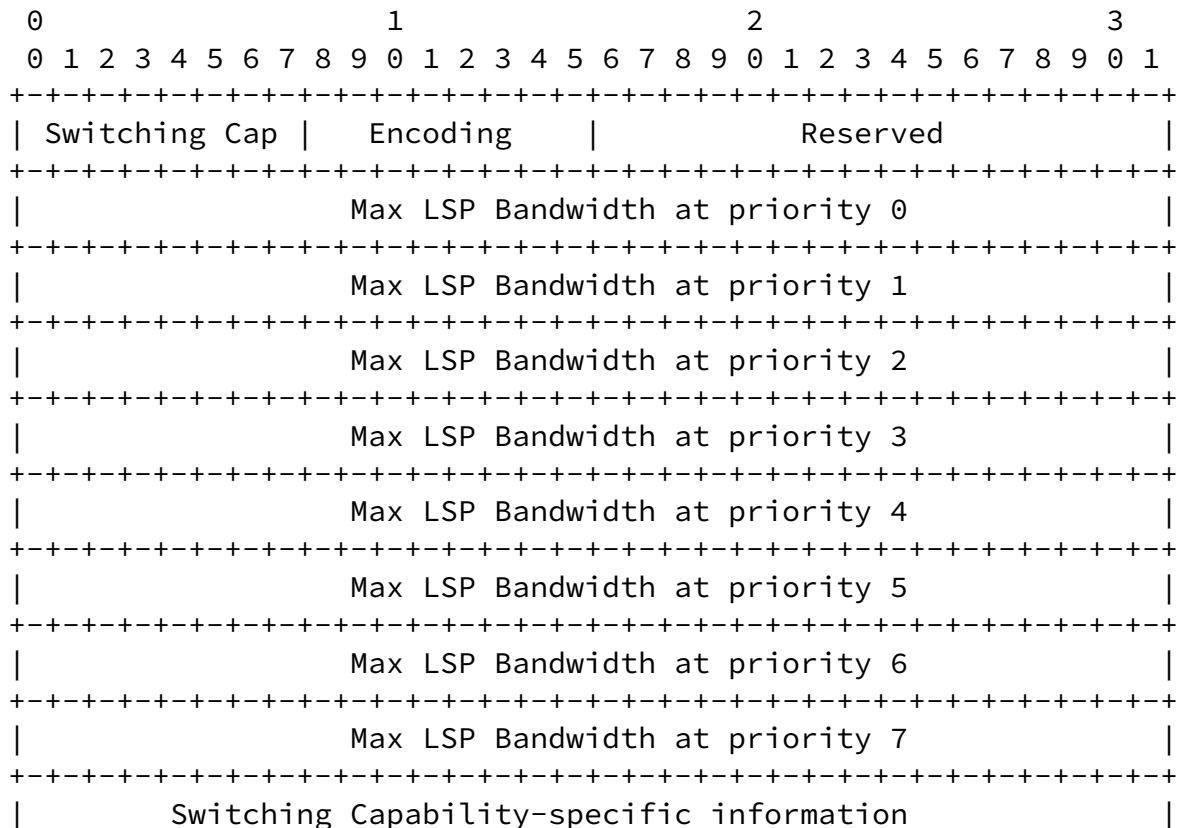 0                   1                   2                   3
 0 1 2 3 4 5 6 7 8 9 0 1 2 3 4 5 6 7 8 9 0 1 2 3 4 5 6 7 8 9 0 1
+-+-+-+-+-+-+-+-+-+-+-+-+-+-+-+-+-+-+-+-+-+-+-+-+-+-+-+-+-+-+-+-+
| Switching Cap |   Encoding    |           Reserved            |
+-+-+-+-+-+-+-+-+-+-+-+-+-+-+-+-+-+-+-+-+-+-+-+-+-+-+-+-+-+-+-+-+
|                  Max LSP Bandwidth at priority 0              |
+-+-+-+-+-+-+-+-+-+-+-+-+-+-+-+-+-+-+-+-+-+-+-+-+-+-+-+-+-+-+-+-+
|                  Max LSP Bandwidth at priority 1              |
+-+-+-+-+-+-+-+-+-+-+-+-+-+-+-+-+-+-+-+-+-+-+-+-+-+-+-+-+-+-+-+-+
|                  Max LSP Bandwidth at priority 2              |
+-+-+-+-+-+-+-+-+-+-+-+-+-+-+-+-+-+-+-+-+-+-+-+-+-+-+-+-+-+-+-+-+
|                  Max LSP Bandwidth at priority 3              |
+-+-+-+-+-+-+-+-+-+-+-+-+-+-+-+-+-+-+-+-+-+-+-+-+-+-+-+-+-+-+-+-+
|                  Max LSP Bandwidth at priority 4              |
+-+-+-+-+-+-+-+-+-+-+-+-+-+-+-+-+-+-+-+-+-+-+-+-+-+-+-+-+-+-+-+-+
|                  Max LSP Bandwidth at priority 5              |
+-+-+-+-+-+-+-+-+-+-+-+-+-+-+-+-+-+-+-+-+-+-+-+-+-+-+-+-+-+-+-+-+
|                  Max LSP Bandwidth at priority 6              |
+-+-+-+-+-+-+-+-+-+-+-+-+-+-+-+-+-+-+-+-+-+-+-+-+-+-+-+-+-+-+-+-+
|                  Max LSP Bandwidth at priority 7              |
+-+-+-+-+-+-+-+-+-+-+-+-+-+-+-+-+-+-+-+-+-+-+-+-+-+-+-+-+-+-+-+-+
|        Switching Capability-specific information              |